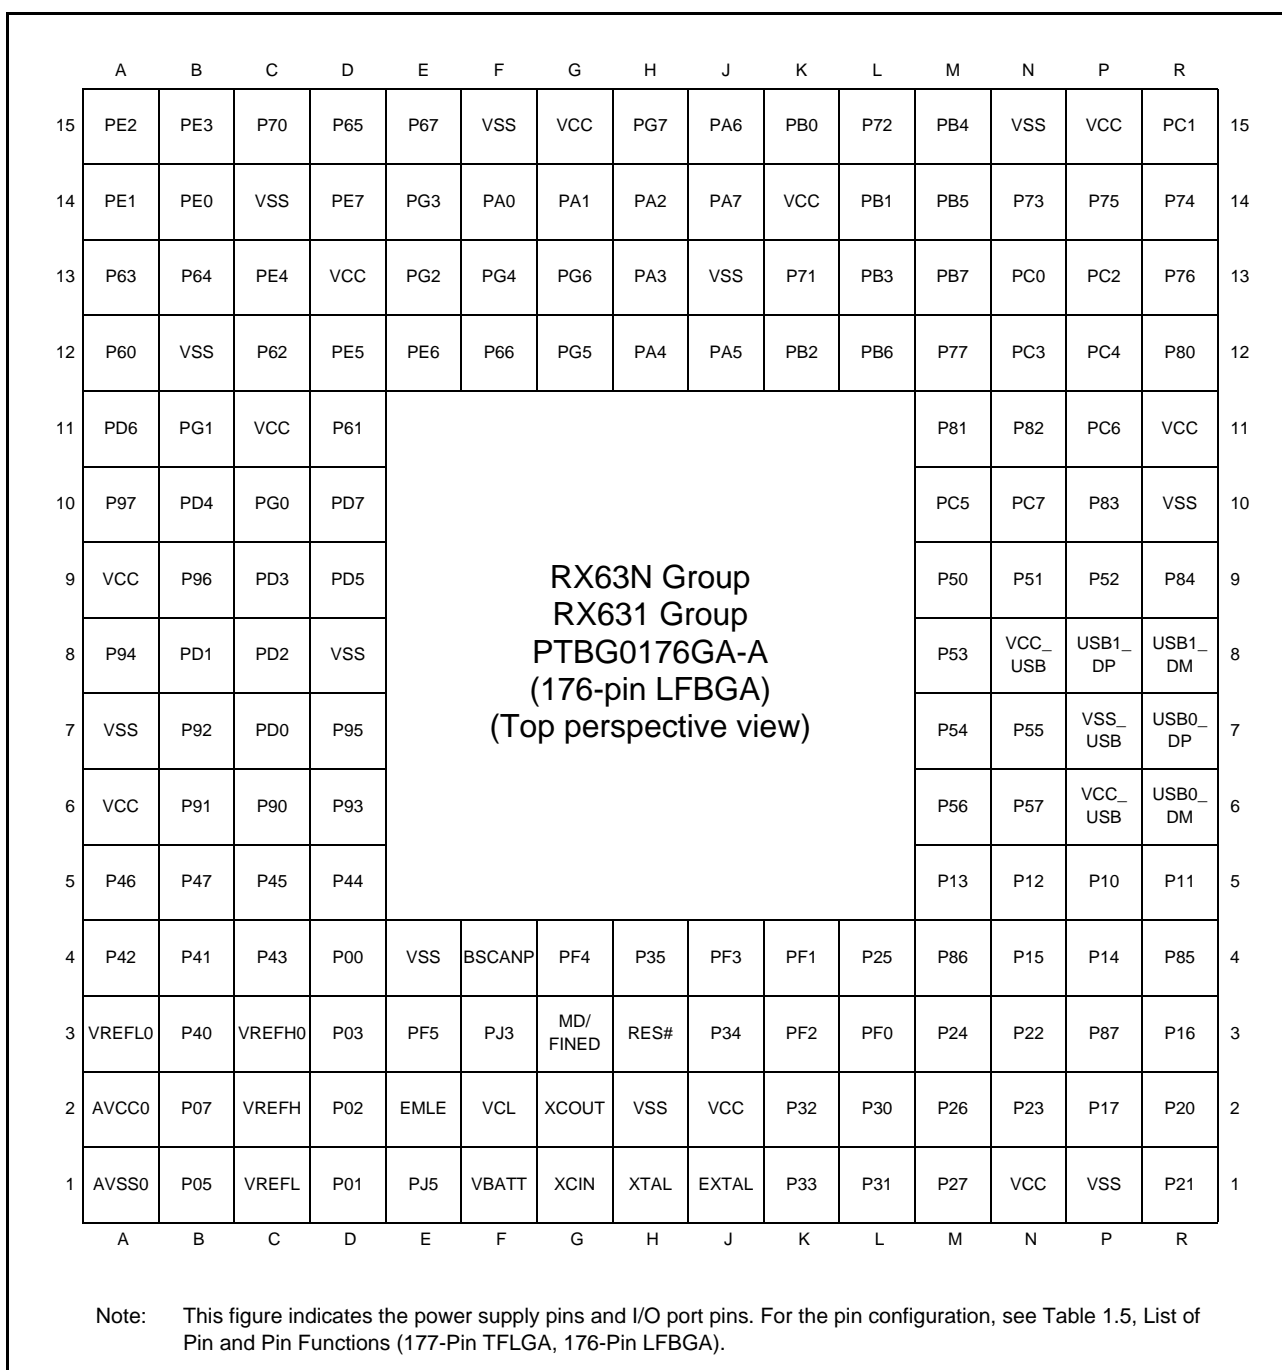 A B C D E F G H J K L M N P R
15 PE2 PE3 P70 P65 P67 VSS VCC PG7 PA6 PB0 P72 PB4 VSS VCC PC1 15
14 PE1 PE0 VSS PE7 PG3 PA0 PA1 PA2 PA7 VCC PB1 PB5 P73 P75 P74 14
13 P63 P64 PE4 VCC PG2 PG4 PG6 PA3 VSS P71 PB3 PB7 PC0 PC2 P76 13
12 P60 VSS P62 PE5 PE6 P66 PG5 PA4 PA5 PB2 PB6 P77 PC3 PC4 P80 12
11 PD6 PG1 VCC P61 P81 P82 PC6 VCC 11
10 P97 PD4 PG0 PD7 PC5 PC7 P83 VSS 10
9 VCC P96 PD3 PD5 P50 P51 P52 P84 9
RX63N Group
RX631 Group
PTBG0176GA-A
(176-pin LFBGA)
(Top perspective view)
8 P94 PD1 PD2 VSS P53 VCC_ USB USB1_ DP USB1_ DM 8
7 VSS P92 PD0 P95 P54 P55 VSS_ USB USB0_ DP 7
6 VCC P91 P90 P93 P56 P57 VCC_ USB USB0_ DM 6
5 P46 P47 P45 P44 P13 P12 P10 P11 5
4 P42 P41 P43 P00 VSS BSCANP PF4 P35 PF3 PF1 P25 P86 P15 P14 P85 4
3 VREFL0 P40 VREFH0 P03 PF5 PJ3 MD/ FINED RES# P34 PF2 PF0 P24 P22 P87 P16 3
2 AVCC0 P07 VREFH P02 EMLE VCL XCOUT VSS VCC P32 P30 P26 P23 P17 P20 2
1 AVSS0 P05 VREFL P01 PJ5 VBATT XCIN XTAL EXTAL P33 P31 P27 VCC VSS P21 1
A B C D E F G H J K L M N P R
Note: This figure indicates the power supply pins and I/O port pins. For the pin configuration, see Table 1.5, List of
Pin and Pin Functions (177-Pin TFLGA, 176-Pin LFBGA).